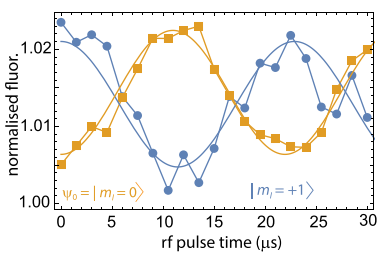 normalised fluor.
1.02
1.01
1.00
ψ₀=|mᵢ=0⟩
|mᵢ=+1⟩
0 5 10 15 20 25 30
rf pulse time (μs)